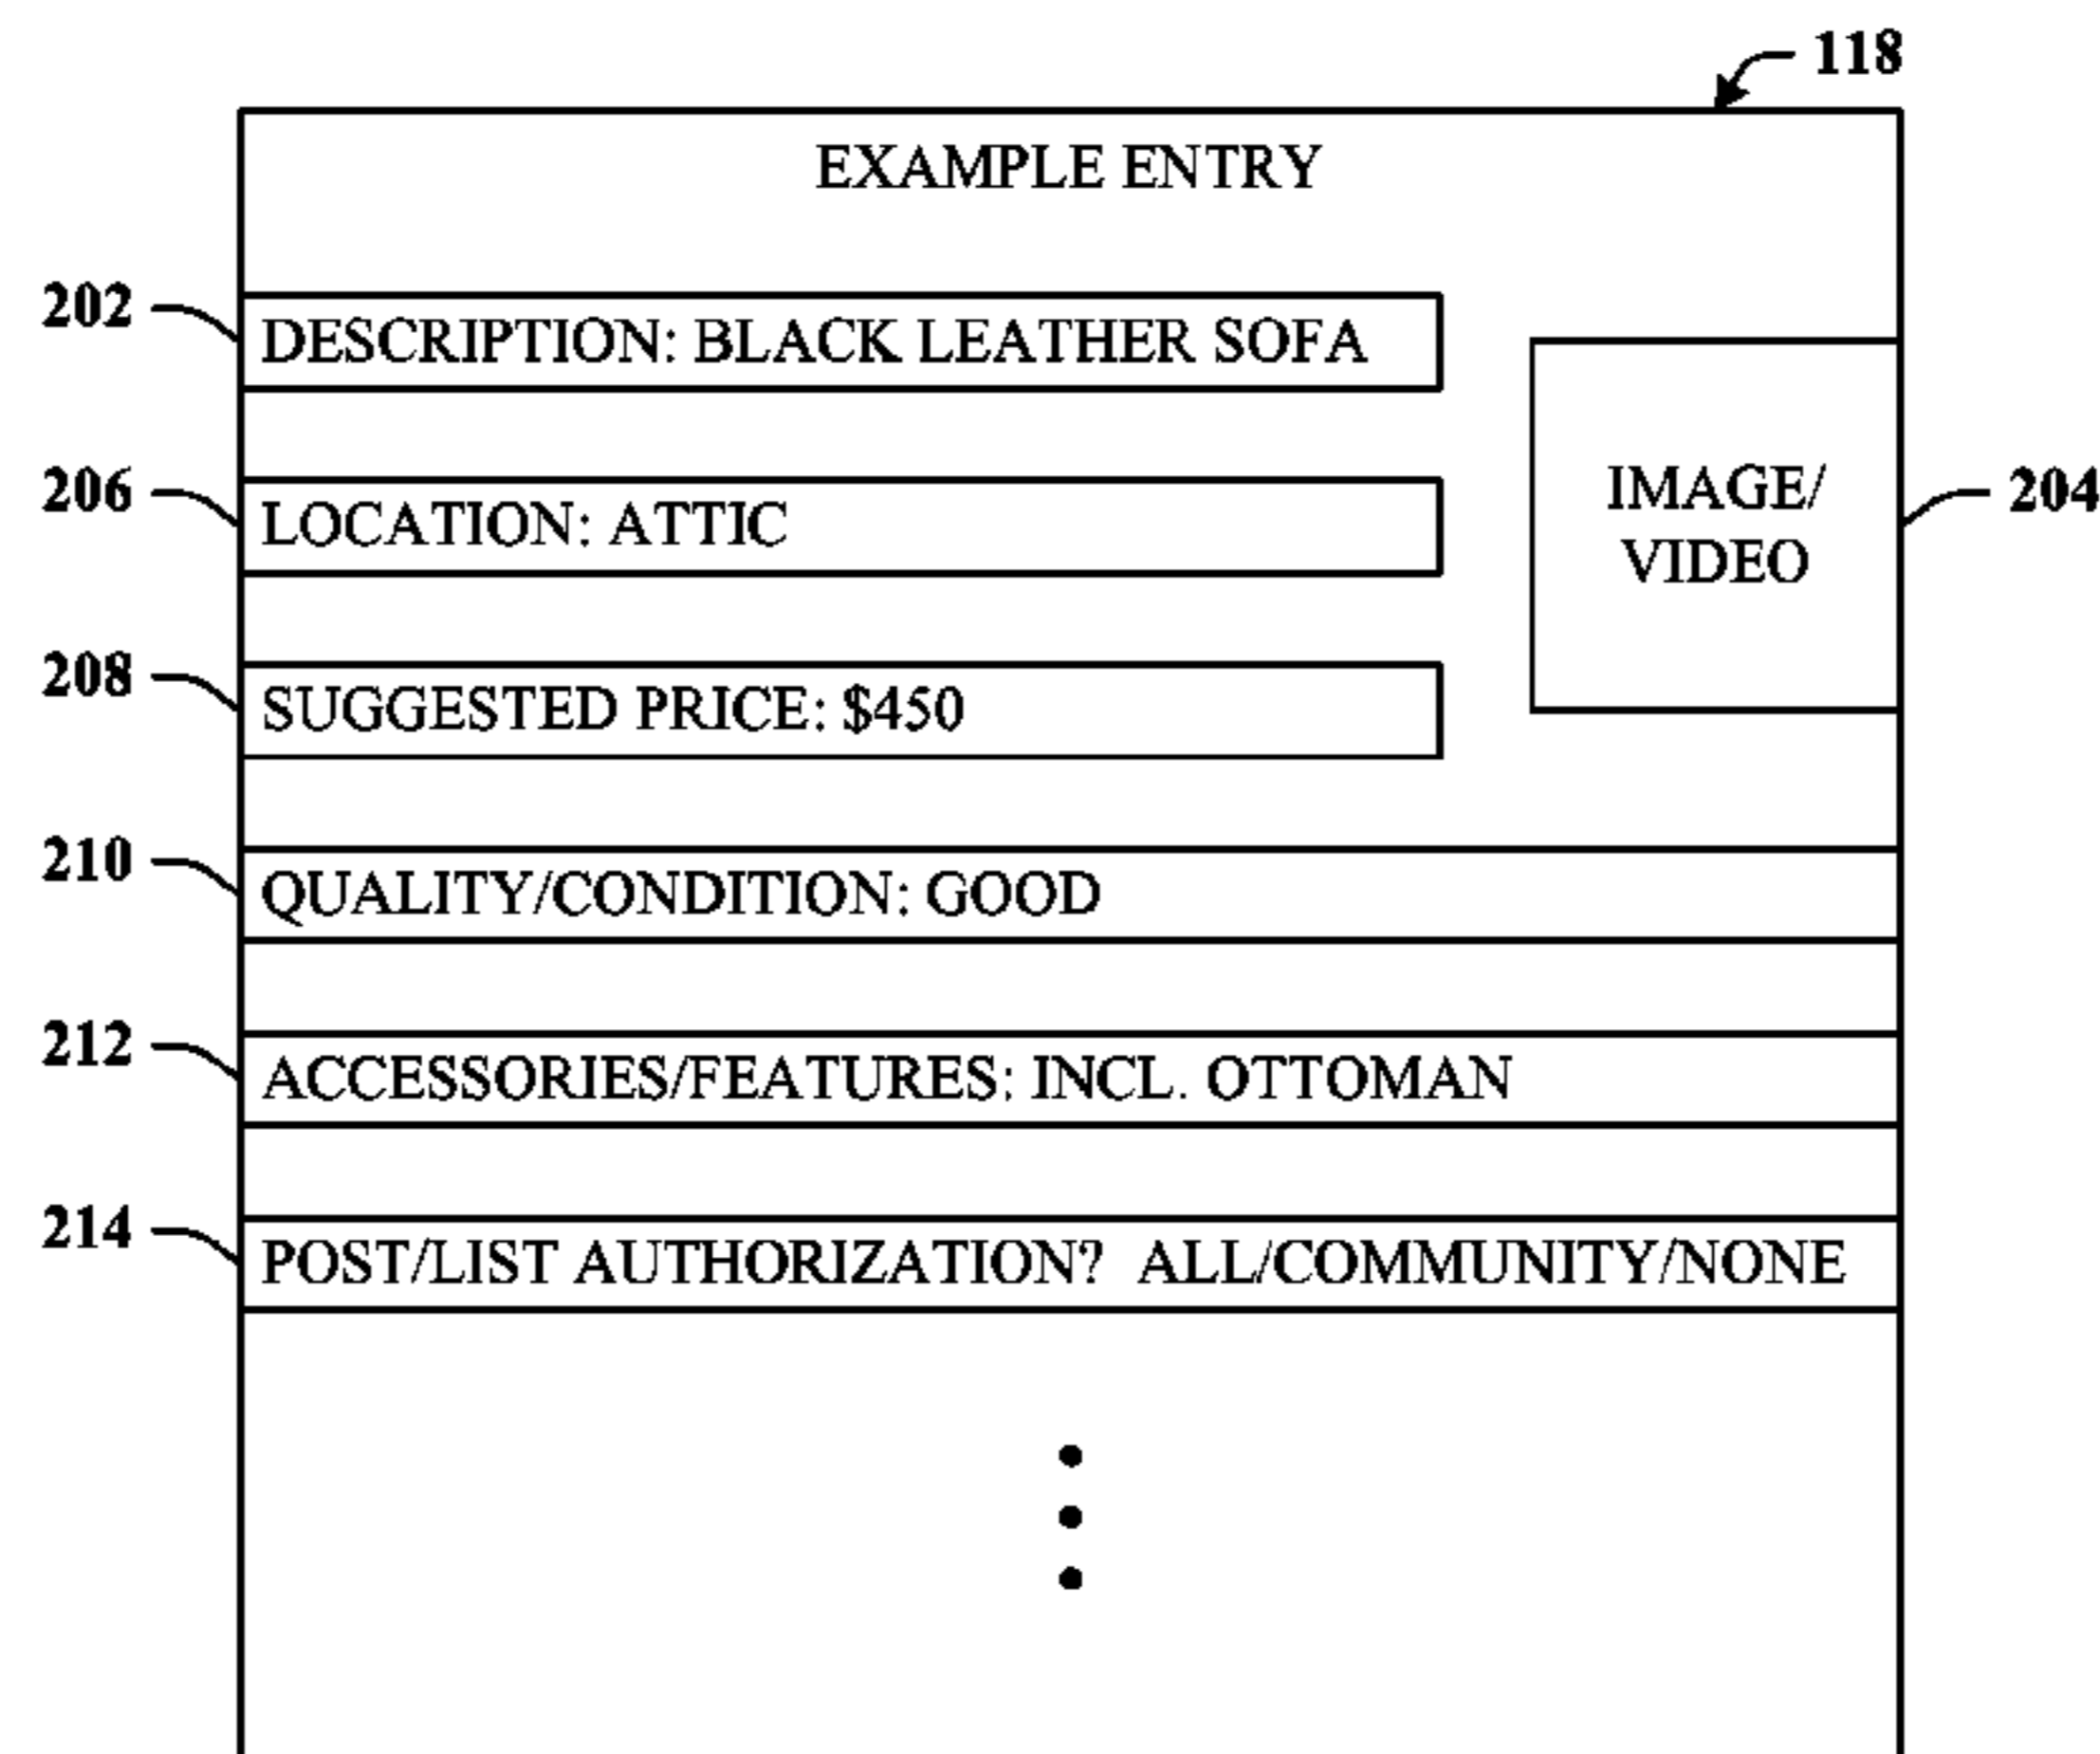 118
EXAMPLE ENTRY
202
DESCRIPTION: BLACK LEATHER SOFA
206
LOCATION: ATTIC
IMAGE/
VIDEO
204
208
SUGGESTED PRICE: $450
210
QUALITY/CONDITION: GOOD
212
ACCESSORIES/FEATURES: INCL. OTTOMAN
214
POST/LIST AUTHORIZATION?  ALL/COMMUNITY/NONE